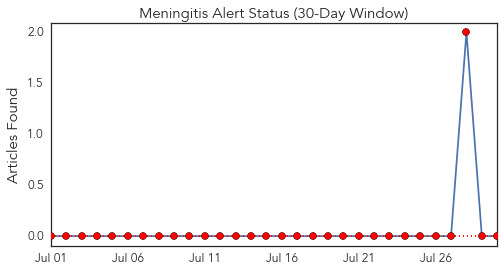 Meningitis Alert Status (30-Day Window)
Articles Found
2.0
1.5
1.0
0.5
0.0
Jul 01 Jul 06 Jul 11 Jul 16 Jul 21 Jul 26